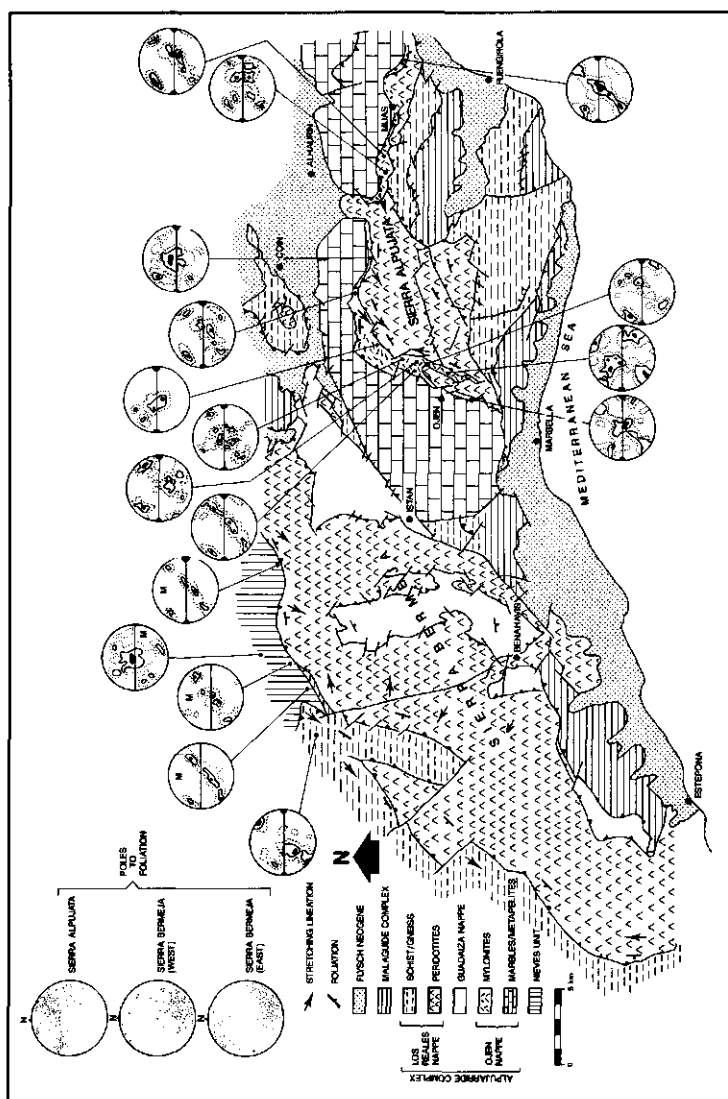 POLES
TO
FOLIATION
SIERRA ALPUJATA
SIERRA BERMEJA
(WEST)
SIERRA BERMEJA
(EAST)
N
N
N
STRETCHING LINEATION
FOLIATION
FLYSCH NEOGENE
MALAGUIDE COMPLEX
SCHIST/GNEISS
PERIDOTITES
GUADAIZA NAPPE
MYLONITES
MARBLES/METAPELITES
NIEVES UNIT
LOS
REALES
NAPPE
OJEN
NAPPE
ALPUJARRIDE COMPLEX
0
5 km
N
M
M
M
M
ALHAURIN
COIN
MIJAS
FUENGIROLA
SIERRA ALPUJATA
OJEN
ISTAN
MARBELLA
MEDITERRANEAN SEA
SIERRA
BERMEJA
BENAHAVIS
ESTEPONA